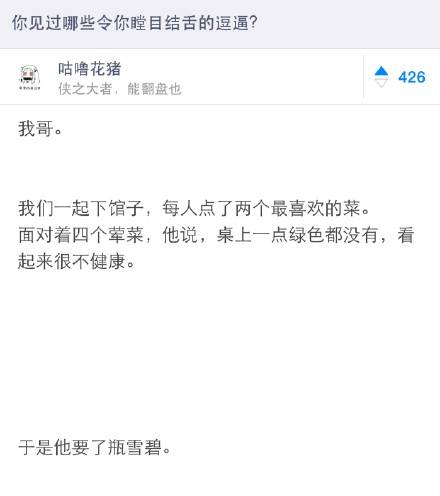 你见过哪些令你瞠目结舌的逗逼?
咕噜花猪
侠之大者，能翻盘也
426
我哥。
我们一起下馆子，每人点了两个最喜欢的菜。
面对着四个荤菜，他说，桌上一点绿色都没有，看
起来很不健康。
于是他要了瓶雪碧。